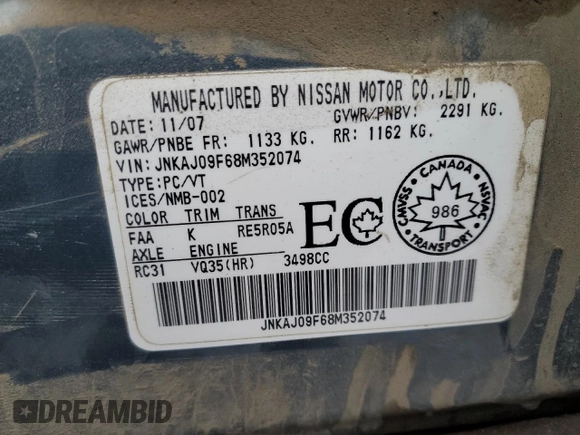 MANUFACTURED BY NISSAN MOTOR CO.,LTD.
DATE: 11/07 GVWR/PNBV: 2291 KG.
GAWR/PNBE FR: 1133 KG. RR: 1162 KG.
VIN: JNKAJ09F68M352074
TYPE: PC/VT
ICES/NMB-002
COLOR TRIM TRANS
FAA K RE5R05A
AXLE ENGINE
RC31 VQ35(HR) 3498CC
EC
CANADA
CMVSS NSVAC
986
TRANSPORT
JNKAJ09F68M352074
DREAMBID